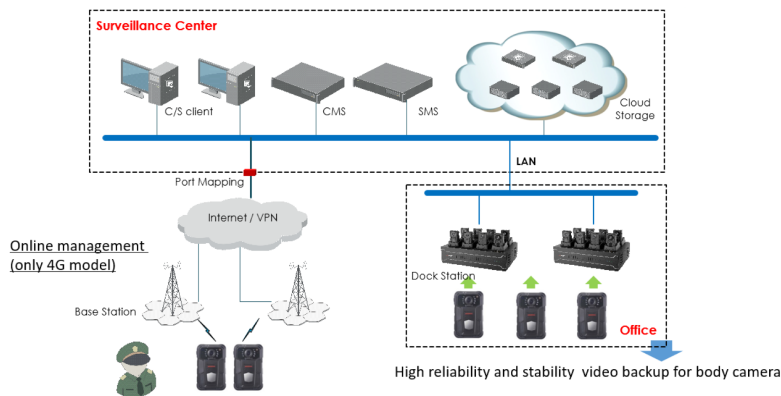 Surveillance Center
C/S client
CMS
SMS
Cloud
Storage
LAN
Port Mapping
Internet / VPN
Online management
(only 4G model)
Dock Station
Base Station
Office
High reliability and stability video backup for body camera